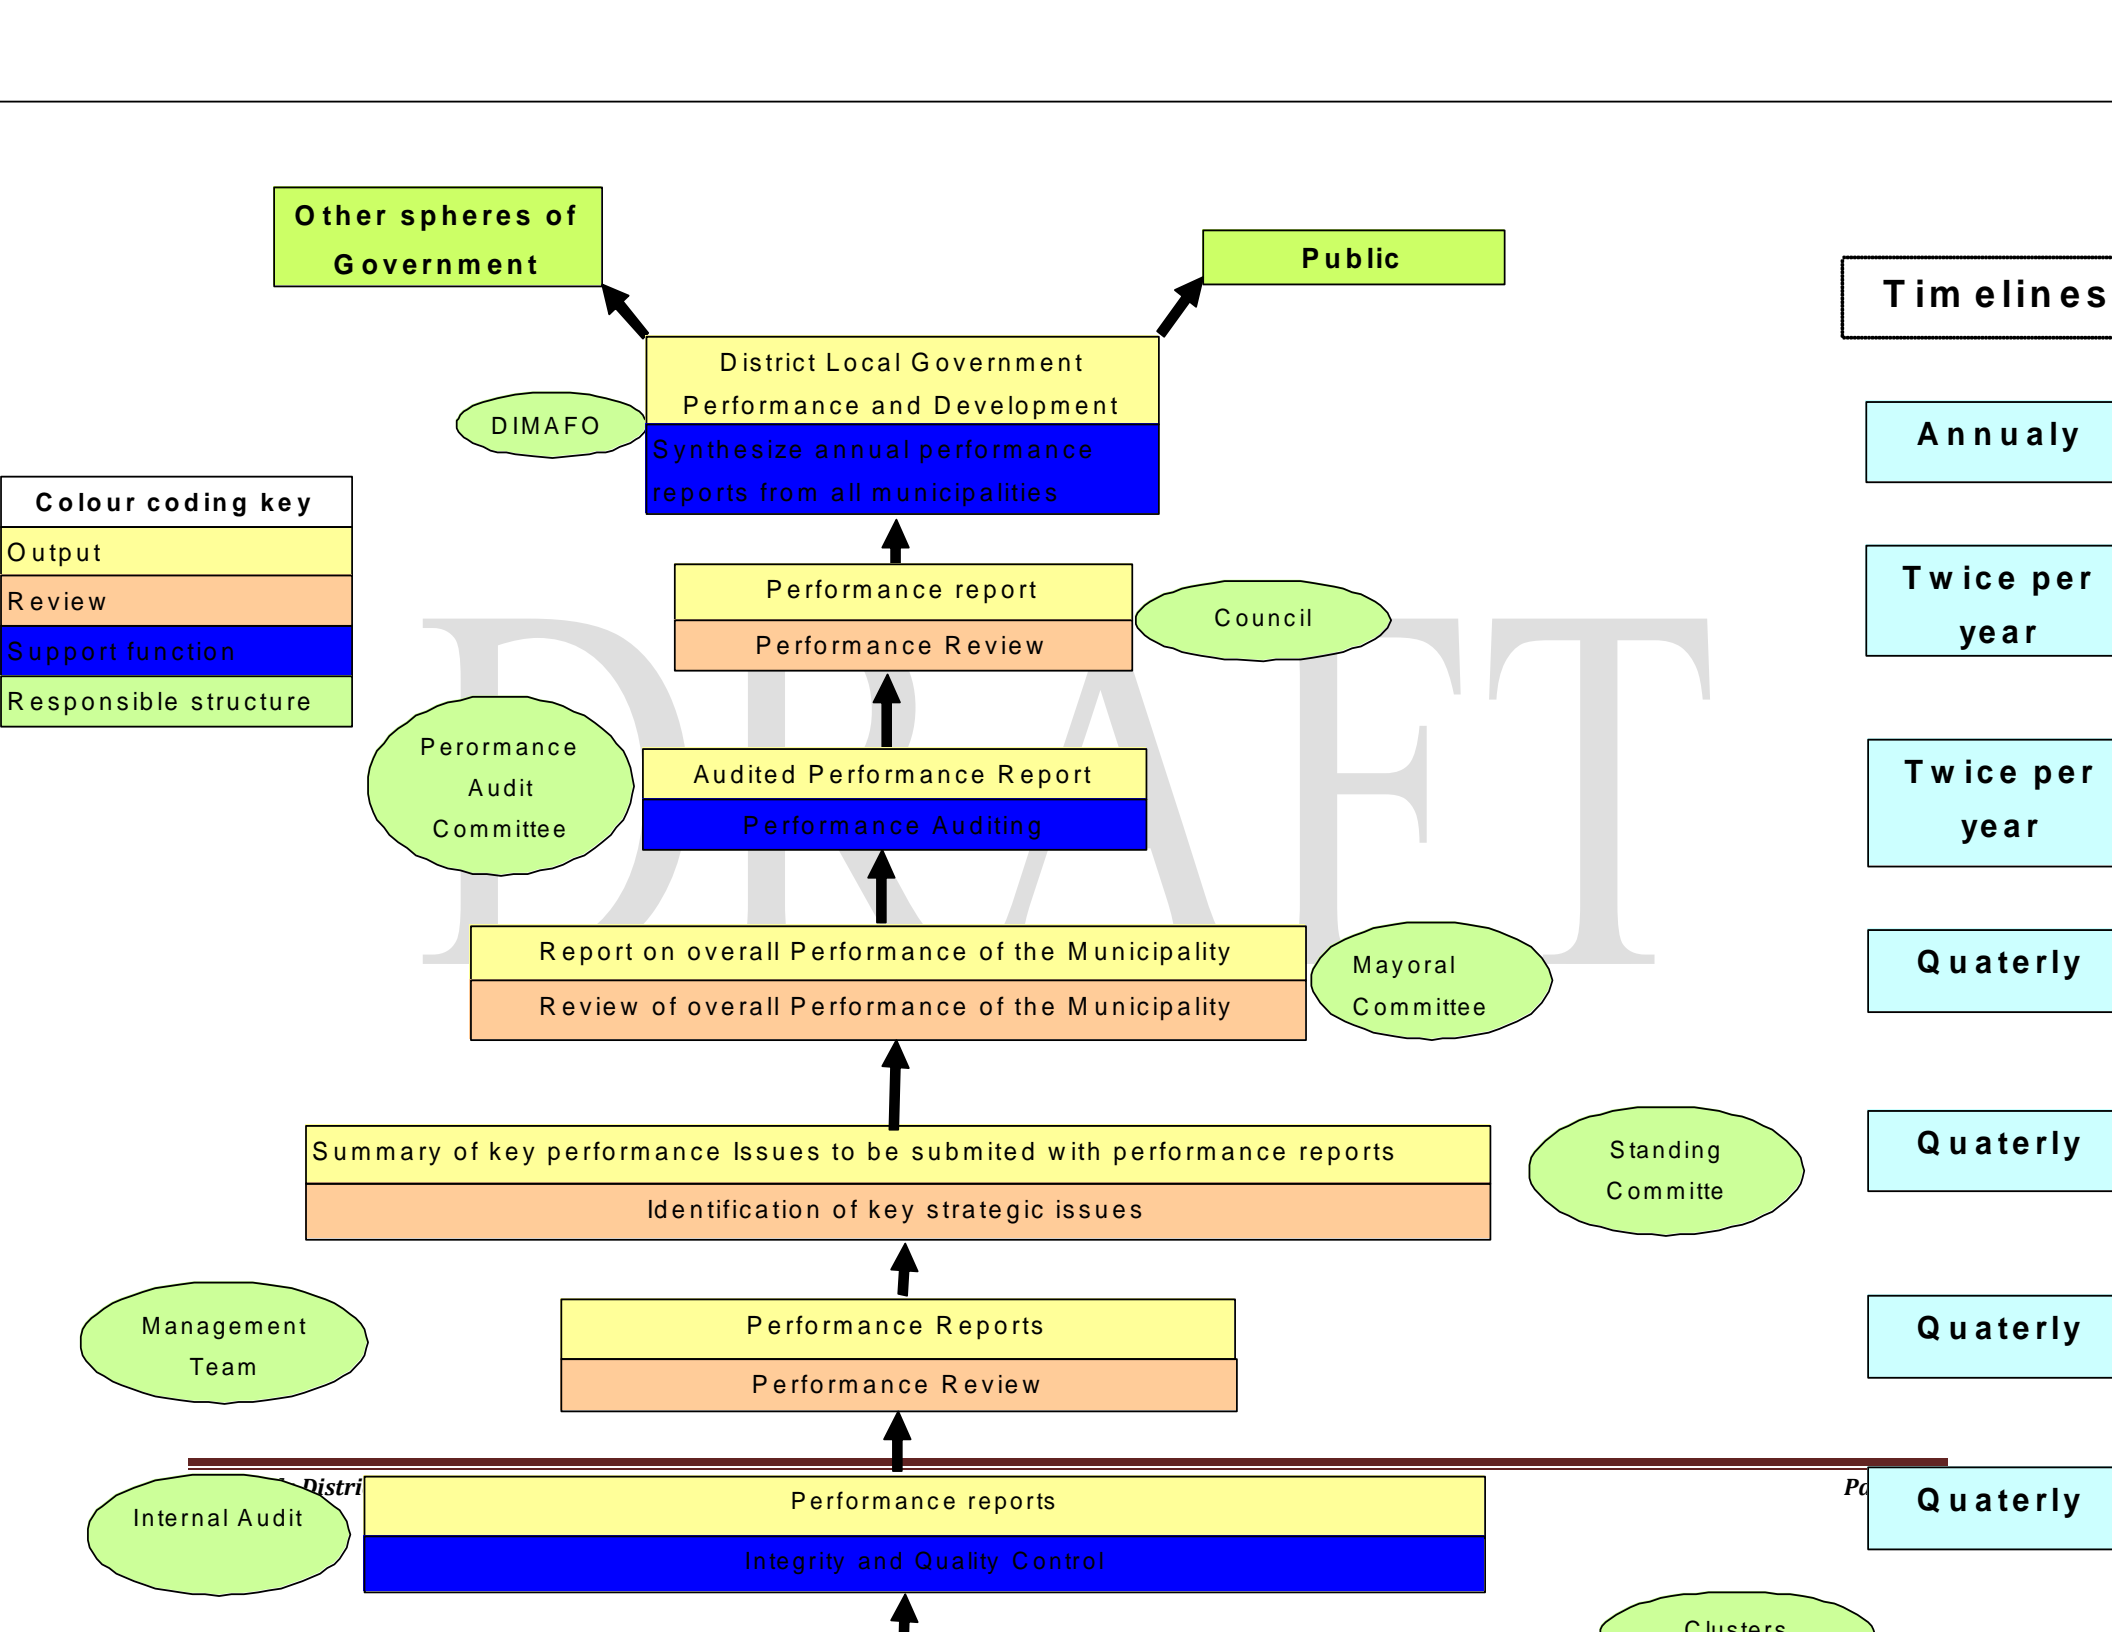 Other spheres of
Government
Public
Timelines
District Local Government
Performance and Development
DIMAFO
Synthesize annual performance
reports from all municipalities
Annualy
Colour coding key
Output
Review
Support function
Responsible structure
Performance report
Performance Review
Council
Twice per
year
DRAFT
Perormance
Audit
Committee
Audited Performance Report
Performance Auditing
Twice per
year
Report on overall Performance of the Municipality
Review of overall Performance of the Municipality
Mayoral
Committee
Quaterly
Summary of key performance Issues to be submited with performance reports
Identification of key strategic issues
Standing
Committe
Quaterly
Management
Team
Performance Reports
Performance Review
Quaterly
Distri
Internal Audit
Performance reports
Integrity and Quality Control
Quaterly
Clusters